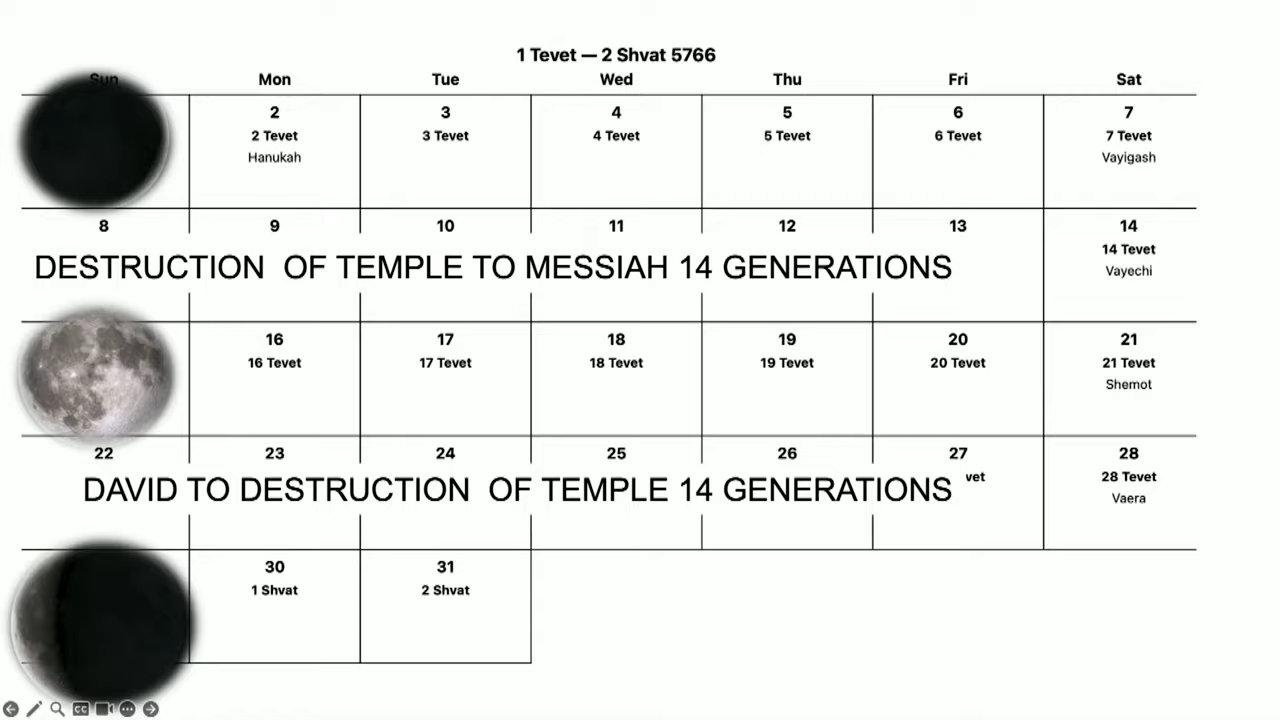 1 Tevet — 2 Shvat 5766
Sun Mon Tue Wed Thu Fri Sat
2 3 4 5 6 7
2 Tevet 3 Tevet 4 Tevet 5 Tevet 6 Tevet 7 Tevet
Hanukah Vayigash
8 9 10 11 12 13 14
14 Tevet
DESTRUCTION OF TEMPLE TO MESSIAH 14 GENERATIONS
Vayechi
16 17 18 19 20 21
16 Tevet 17 Tevet 18 Tevet 19 Tevet 20 Tevet 21 Tevet
Shemot
22 23 24 25 26 27 28
vet 28 Tevet
DAVID TO DESTRUCTION OF TEMPLE 14 GENERATIONS
Vaera
30 31
1 Shvat 2 Shvat
CC